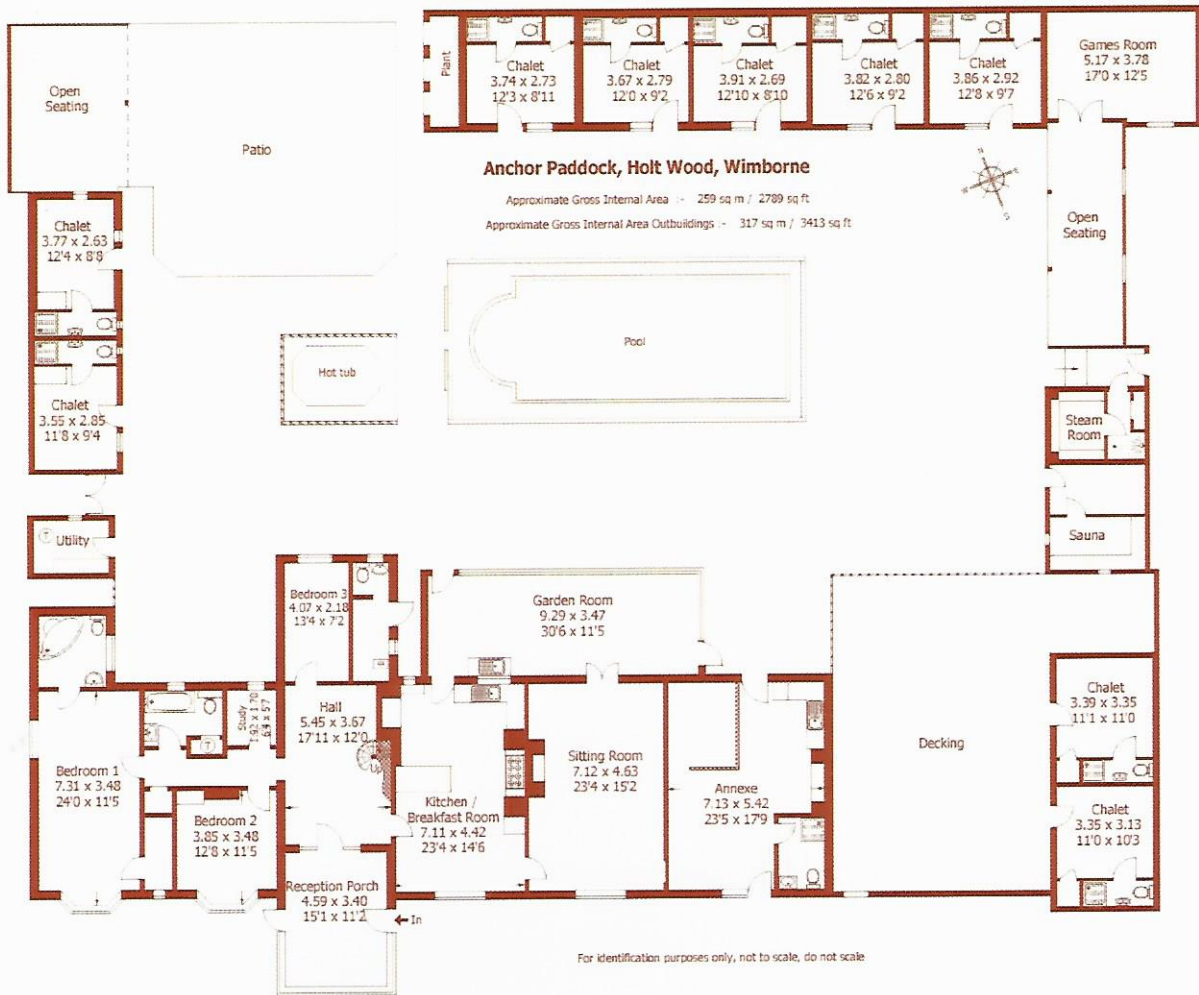 Open
Seating
Patio
Plant
Chalet
3.74 x 2.73
12'3 x 8'11
Chalet
3.67 x 2.79
12'0 x 9'2
Chalet
3.91 x 2.69
12'10 x 8'10
Chalet
3.82 x 2.80
12'6 x 9'2
Chalet
3.86 x 2.92
12'8 x 9'7
Games Room
5.17 x 3.78
17'0 x 12'5
Anchor Paddock, Holt Wood, Wimborne
Approximate Gross Internal Area :- 259 sq m / 2789 sq ft
Approximate Gross Internal Area Outbuildings :- 317 sq m / 3413 sq ft
Open
Seating
Chalet
3.77 x 2.63
12'4 x 8'8
Chalet
3.55 x 2.85
11'8 x 9'4
Hot tub
Pool
Steam
Room
Sauna
Utility
T
Bedroom 3
4.07 x 2.18
13'4 x 7'2
Garden Room
9.29 x 3.47
30'6 x 11'5
Study
1.92 x 1.70
6'4 x 5'7
T
Hall
5.45 x 3.67
17'11 x 12'0
Up
Bedroom 1
7.31 x 3.48
24'0 x 11'5
Bedroom 2
3.85 x 3.48
12'8 x 11'5
Kitchen /
Breakfast Room
7.11 x 4.42
23'4 x 14'6
Sitting Room
7.12 x 4.63
23'4 x 15'2
Annexe
7.13 x 5.42
23'5 x 17'9
Decking
Chalet
3.39 x 3.35
11'1 x 11'0
Chalet
3.35 x 3.13
11'0 x 10'3
Reception Porch
4.59 x 3.40
15'1 x 11'2
In
For identification purposes only, not to scale, do not scale